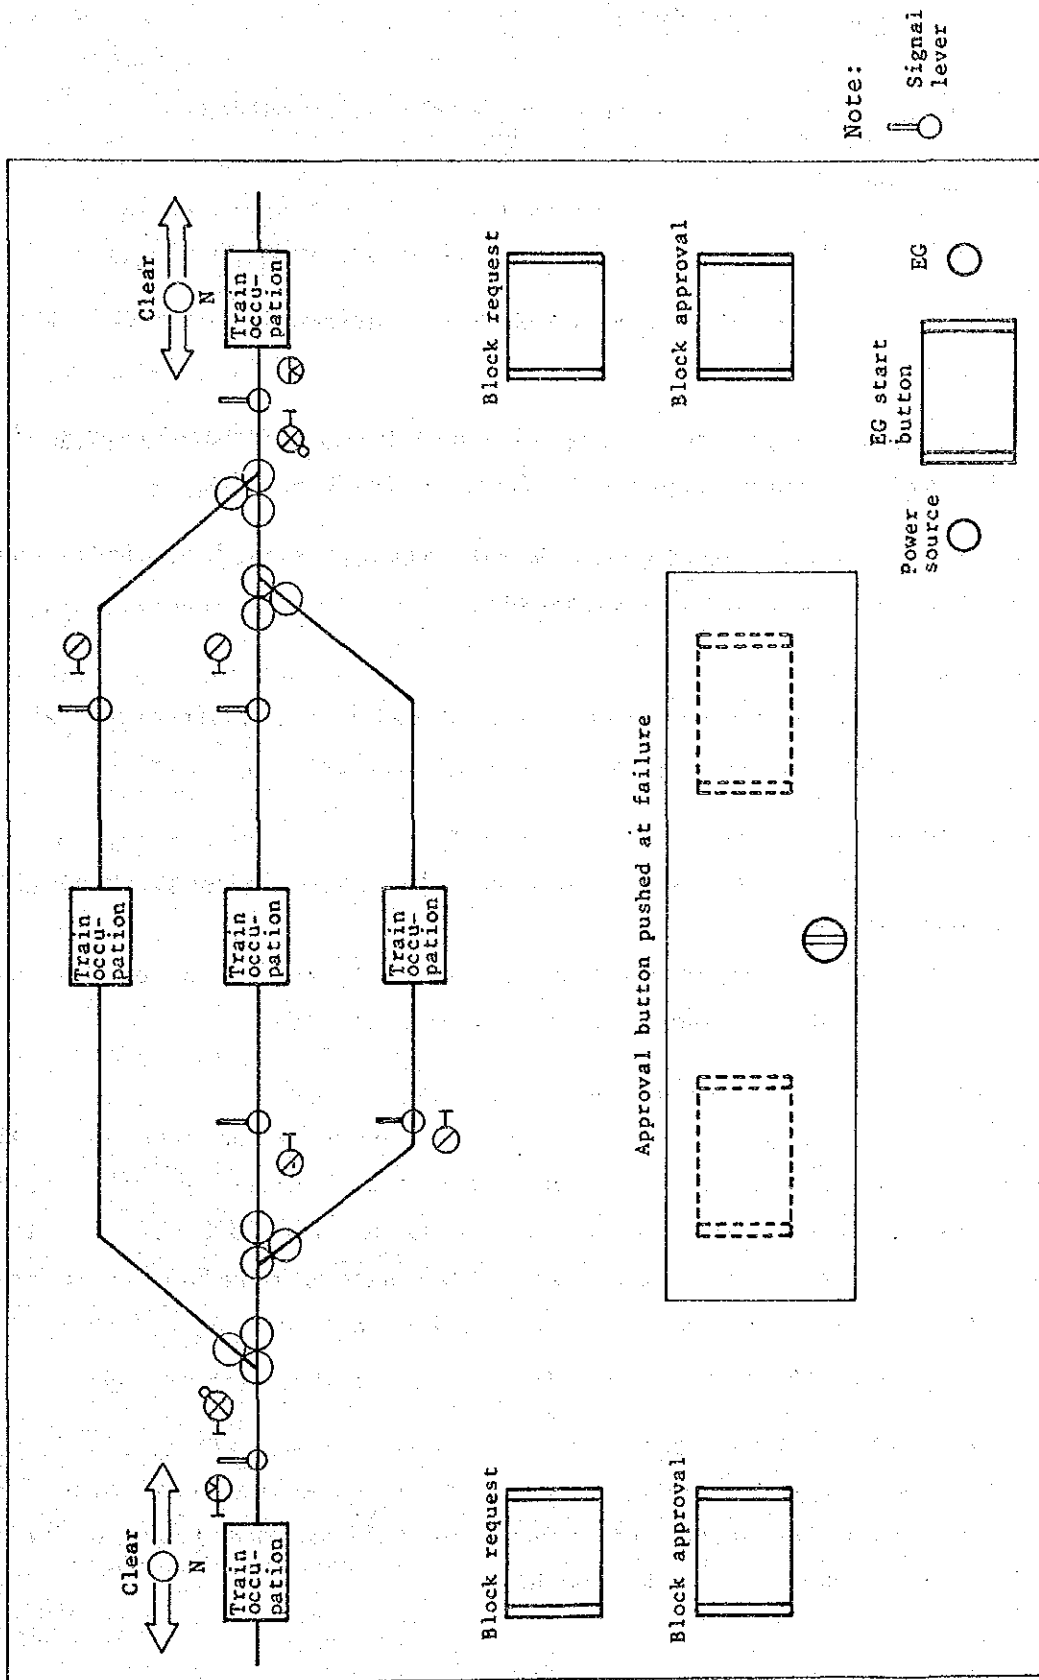 Clear
N
Train
occu-
pation
Clear
N
Train
occu-
pation
Train
occu-
pation
Train
occu-
pation
Train
occu-
pation
Block request
Block approval
Approval button pushed at failure
Block request
Block approval
Power
source
EG start
button
EG
Note:
Signal
lever